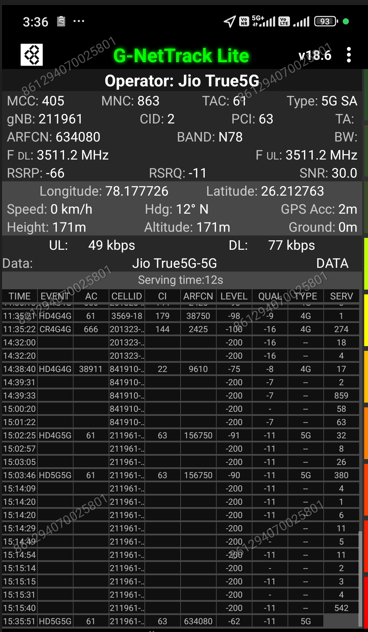 3:36
5G+
VoLTE
93
G-NetTrack Lite
v18.6
Operator: Jio True5G
MCC: 405 MNC: 863 TAC: 61 Type: 5G SA
gNB: 211961 CID: 2 PCI: 63 TA:
ARFCN: 634080 BAND: N78 BW:
F DL: 3511.2 MHz F UL: 3511.2 MHz
RSRP: -66 RSRQ: -11 SNR: 30.0
Longitude: 78.177726 Latitude: 26.212763
Speed: 0 km/h Hdg: 12° N GPS Acc: 2m
Height: 171m Altitude: 171m Ground: 0m
UL: 49 kbps DL: 77 kbps
Data: Jio True5G-5G DATA
Serving time:12s
TIME EVENT AC CELLID CI ARFCN LEVEL QUAL TYPE SERV
11:35:21 HD4G4G 61 3569-18 179 38750 -98 -9 4G 1
11:35:22 CR4G4G 666 201323-.. 144 2425 -108 -16 4G 274
14:32:00 201323-.. -200 -16 -- 18
14:32:20 201323-.. -200 -16 -- 4
14:38:40 HD4G4G 38911 841910-.. 22 9610 -75 -8 4G 17
14:39:31 841910-.. -200 -7 -- 2
14:39:33 841910-.. -200 -7 -- 859
15:00:20 841910-.. -200 - -- 58
15:01:22 841910-.. -200 -7 -- 63
15:02:25 HD4G5G 61 211961-.. 63 156750 -91 -11 5G 32
15:02:57 211961-.. -200 -11 -- 8
15:03:05 211961-.. -200 -11 -- 26
15:03:46 HD5G5G 61 211961-.. 63 156750 -90 -11 5G 380
15:14:09 211961-.. -200 -11 -- 4
15:14:20 211961-.. -200 -11 -- 1
15:14:20 211961-.. -200 -11 -- 6
15:14:29 211961-.. -200 -11 -- 11
15:14:49 211961-.. -200 - -- 5
15:14:54 211961-.. -200 -11 -- 11
15:15:14 211961-.. -200 - -- 2
15:15:15 211961-.. -200 -11 -- 3
15:15:31 211961-.. -200 - -- 4
15:15:40 211961-.. -200 -11 -- 542
15:35:51 HD5G5G 61 211961-.. 63 634080 -62 -11 5G
861294070025801
861294070025801
861294070025801
861294070025801
861294070025801